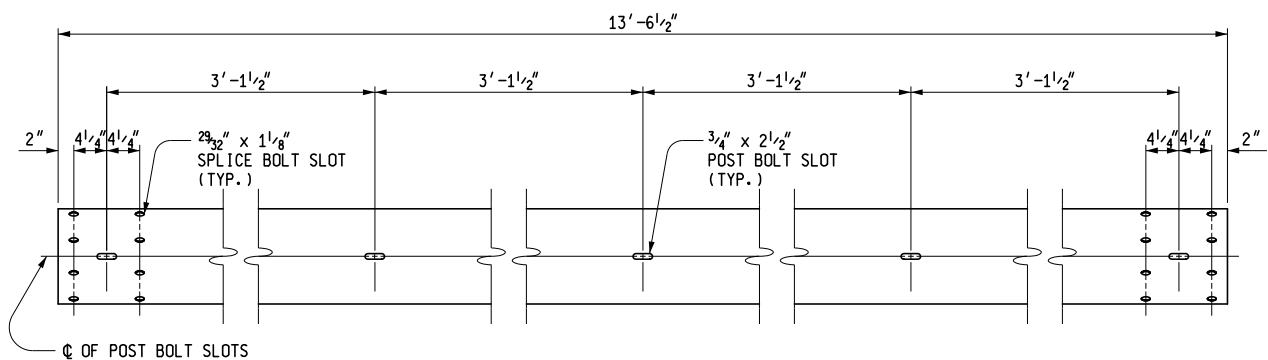 13'-6 1/2"
3'-1 1/2" 3'-1 1/2" 3'-1 1/2" 3'-1 1/2"
2" 4 1/4" 4 1/4" 4 1/4" 4 1/4" 2"
29/32" x 1 1/8"
SPLICE BOLT SLOT
(TYP.)
3/4" x 2 1/2"
POST BOLT SLOT
(TYP.)
℄ OF POST BOLT SLOTS